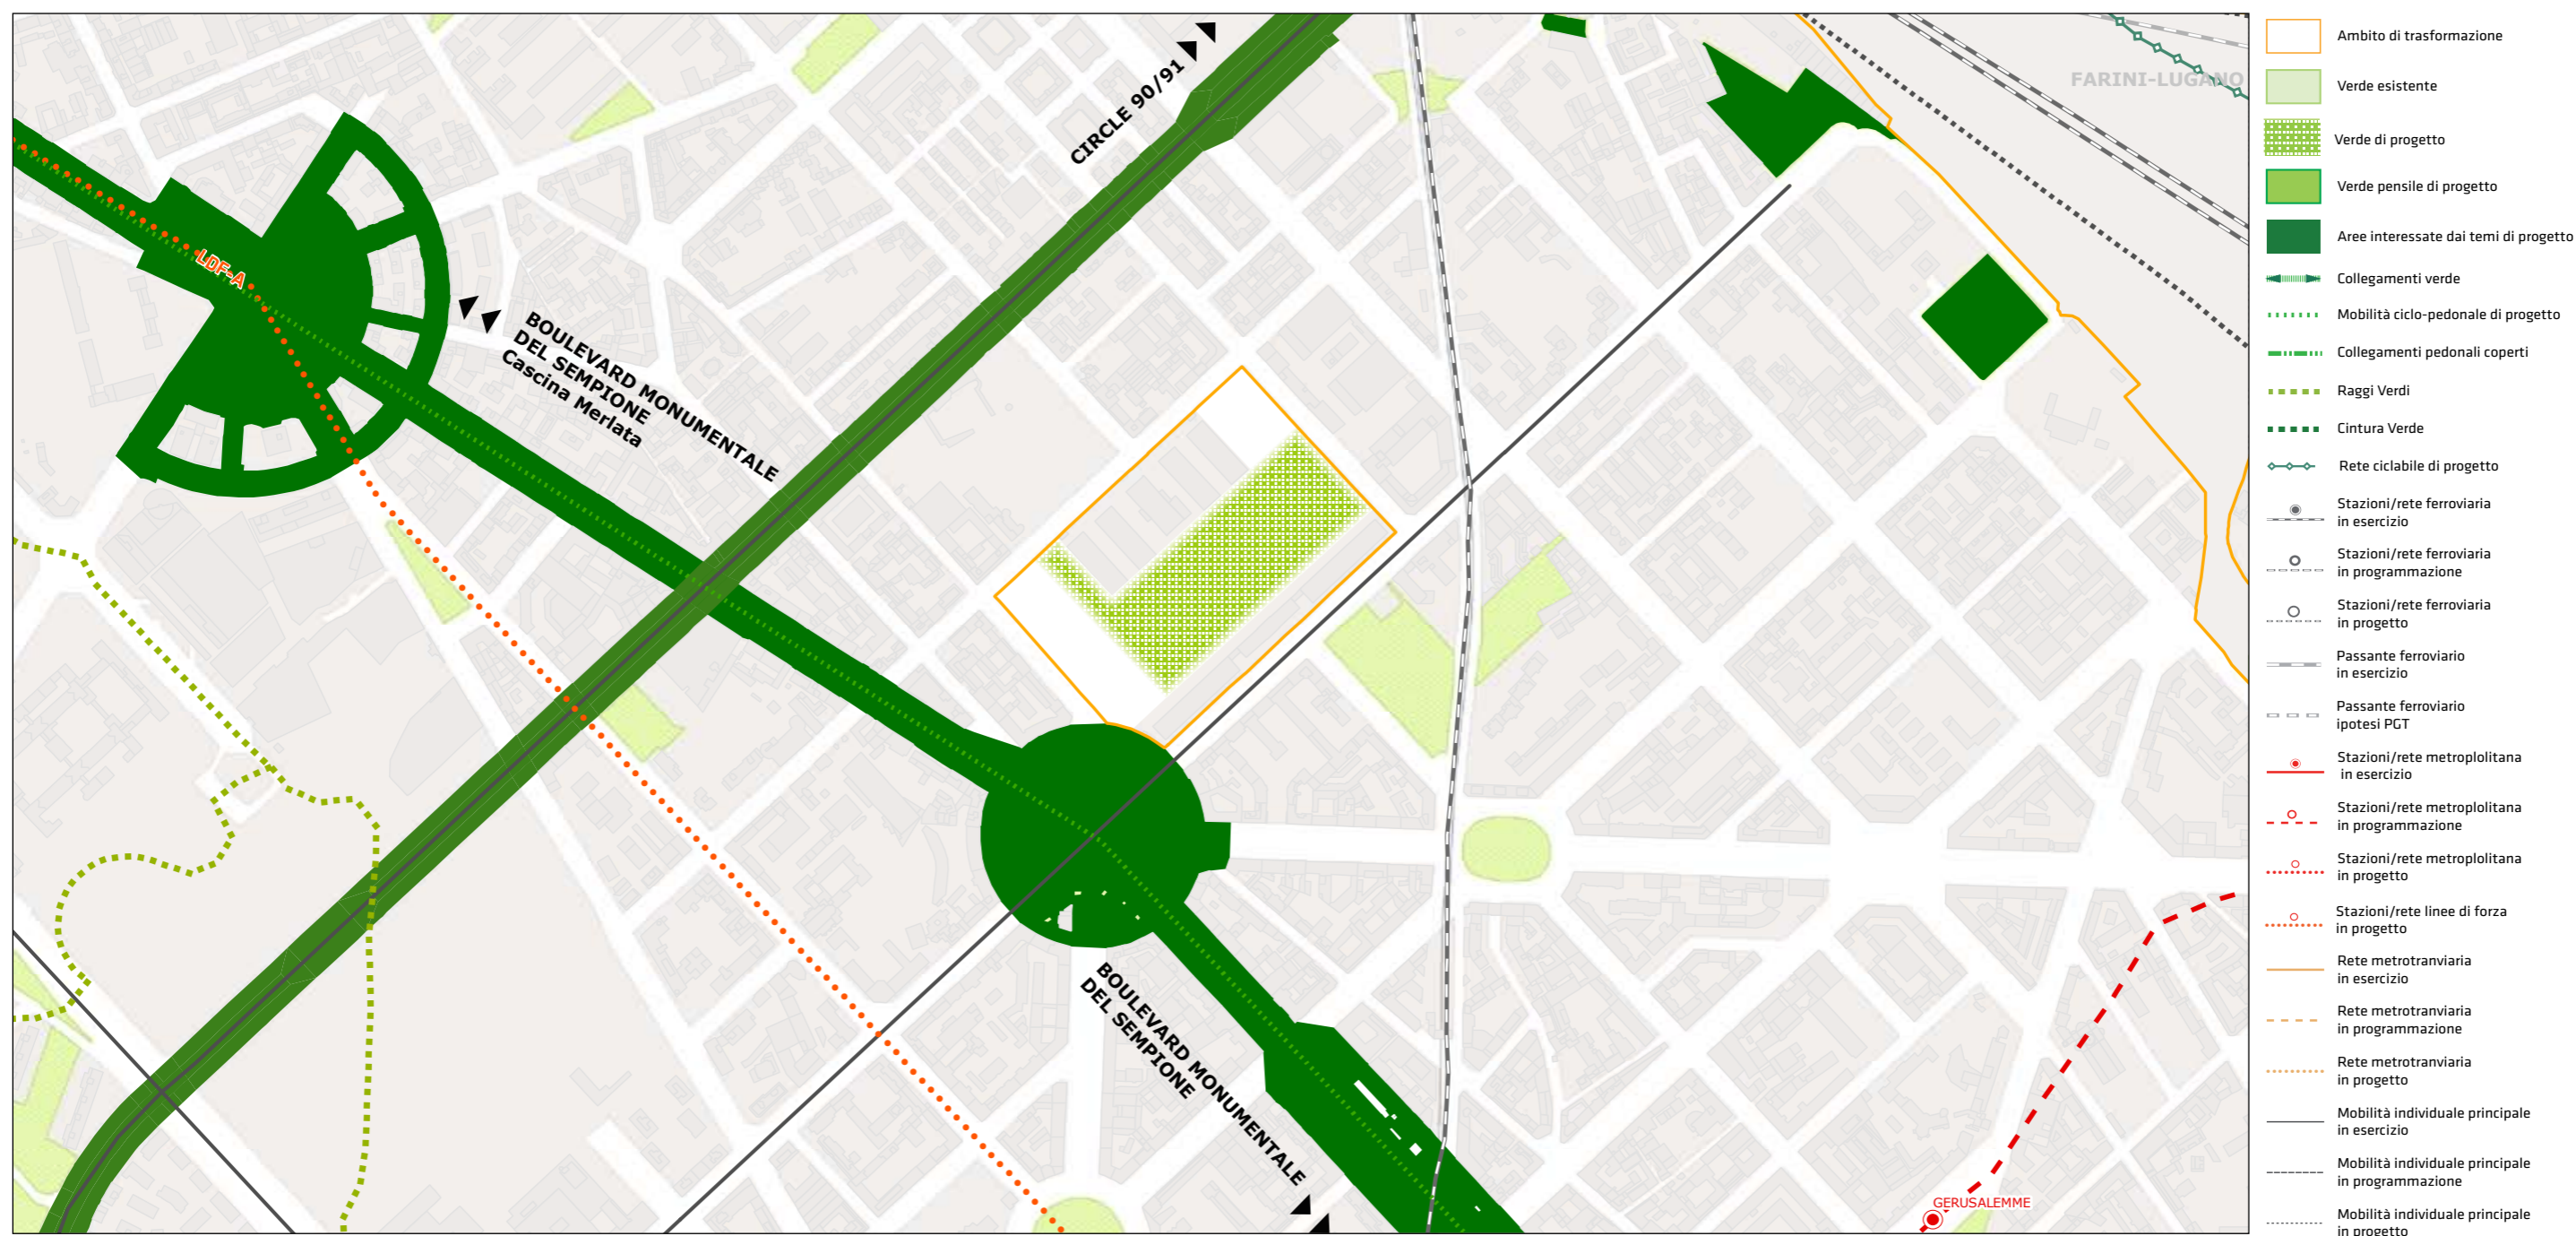 CIRCLE 90/91
FARINI-LUGANO
LDF-A
BOULEVARD MONUMENTALE
DEL SEMPIONE
Cascina Merlata
BOULEVARD MONUMENTALE
DEL SEMPIONE
GERUSALEMME
Ambito di trasformazione
Verde esistente
Verde di progetto
Verde pensile di progetto
Aree interessate dai temi di progetto
Collegamenti verde
Mobilità ciclo-pedonale di progetto
Collegamenti pedonali coperti
Raggi Verdi
Cintura Verde
Rete ciclabile di progetto
Stazioni/rete ferroviaria
in esercizio
Stazioni/rete ferroviaria
in programmazione
Stazioni/rete ferroviaria
in progetto
Passante ferroviario
in esercizio
Passante ferroviario
ipotesi PGT
Stazioni/rete metroplolitana
in esercizio
Stazioni/rete metroplolitana
in programmazione
Stazioni/rete metroplolitana
in progetto
Stazioni/rete linee di forza
in progetto
Rete metrotranviaria
in esercizio
Rete metrotranviaria
in programmazione
Rete metrotranviaria
in progetto
Mobilità individuale principale
in esercizio
Mobilità individuale principale
in programmazione
Mobilità individuale principale
in progetto